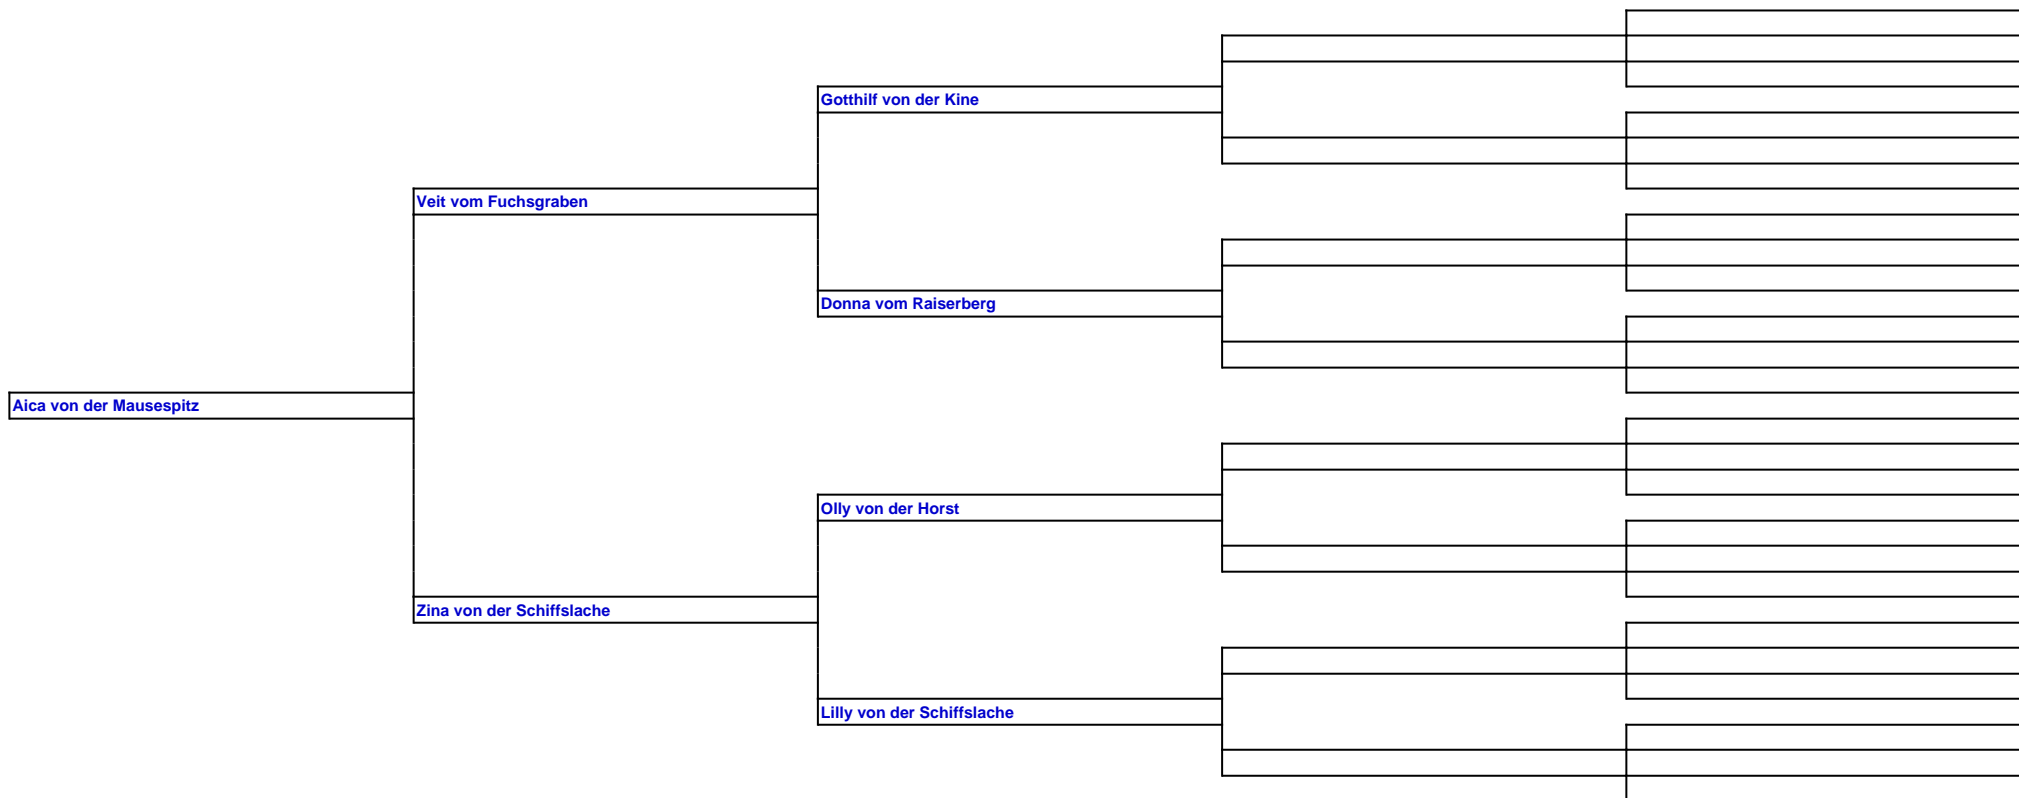 Gotthilf von der Kine
Veit vom Fuchsgraben
Donna vom Raiserberg
Aica von der Mausespitz
Olly von der Horst
Zina von der Schiffslache
Lilly von der Schiffslache